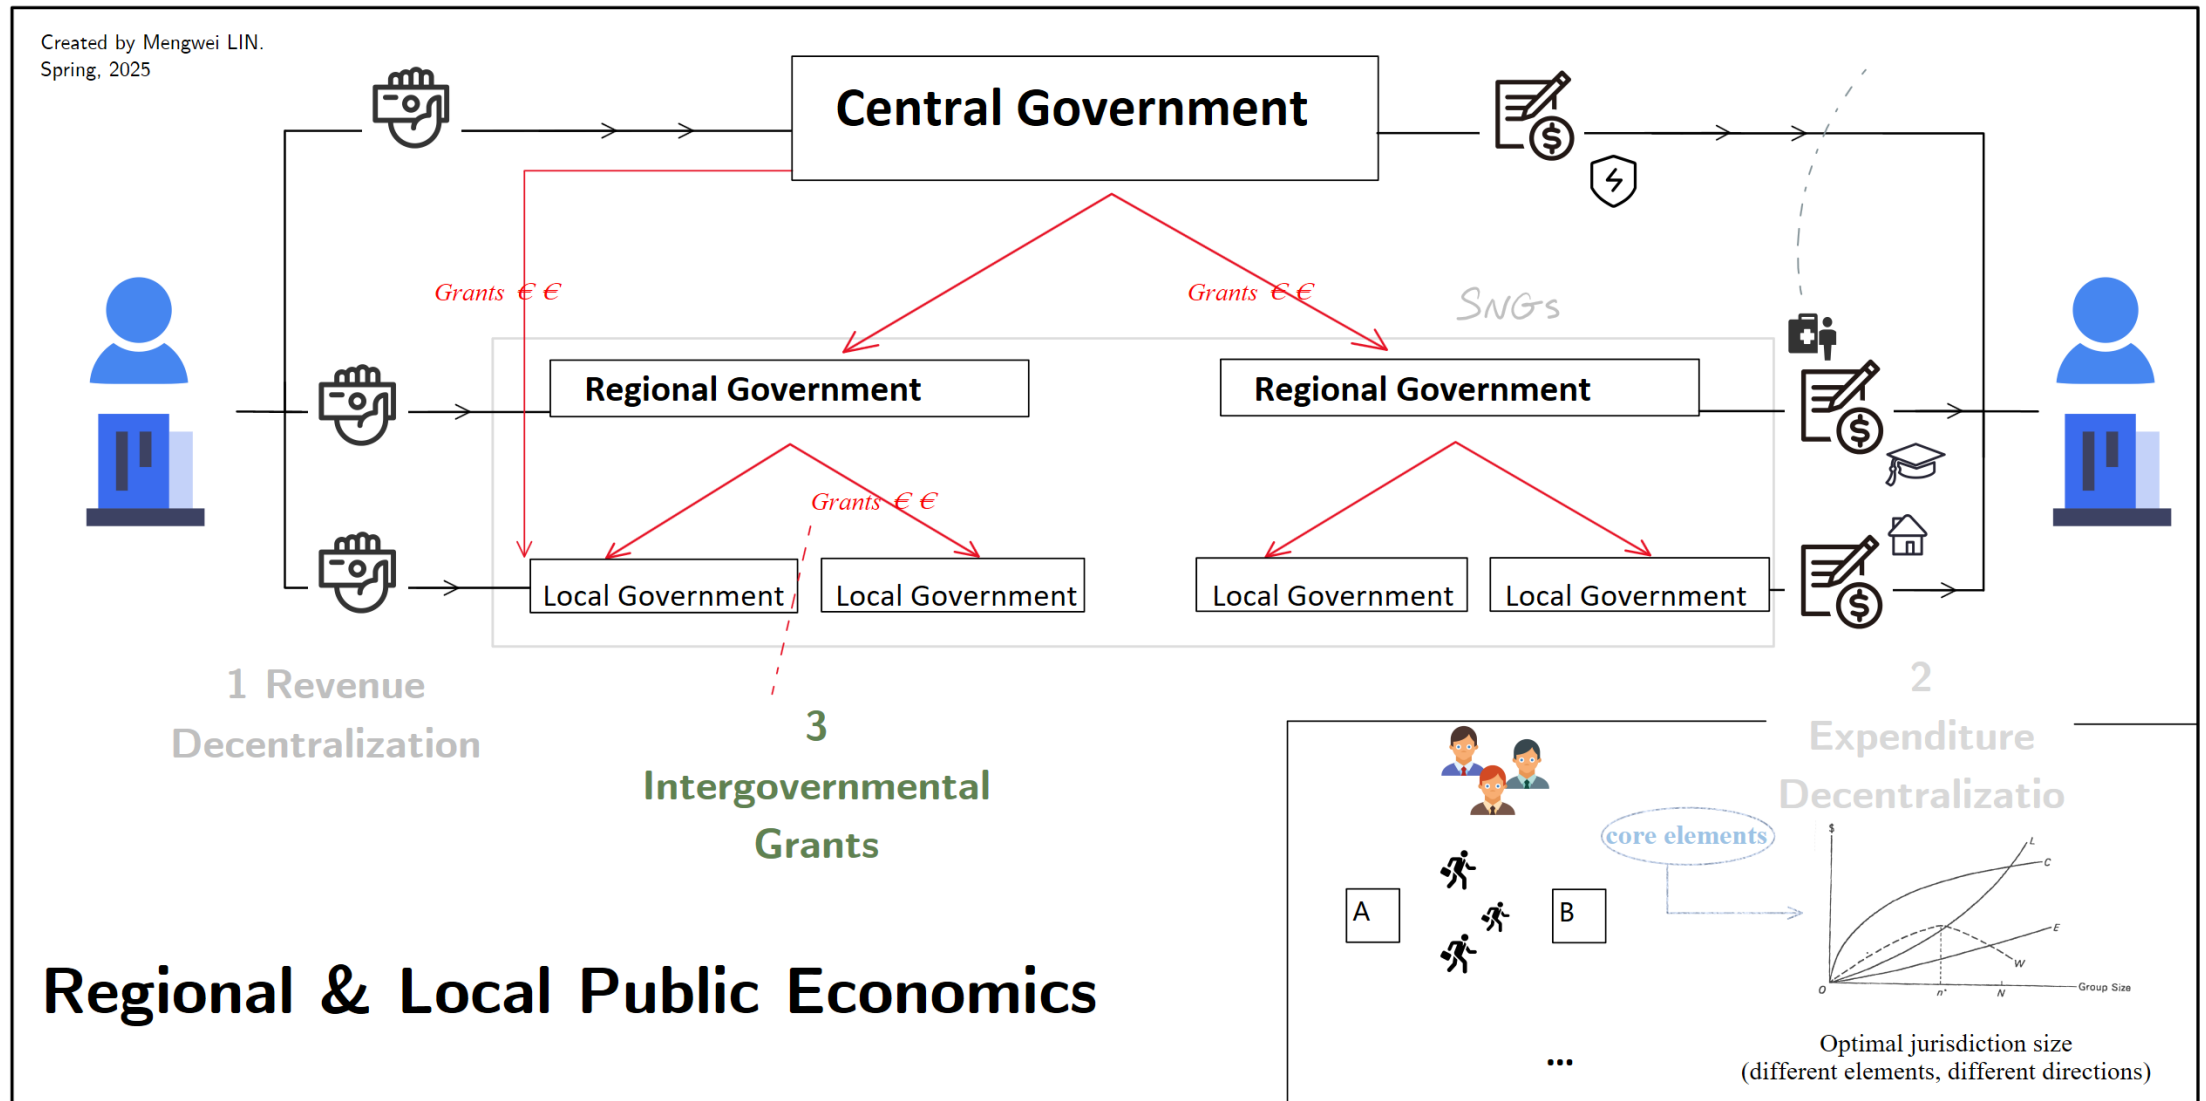 Created by Mengwei LIN.
Spring, 2025
Central Government
Grants € €
Grants € €
SNGs
Regional Government
Regional Government
Grants € €
Local Government
Local Government
Local Government
Local Government
1 Revenue
Decentralization
3
Intergovernmental
Grants
2
Expenditure
Decentralizatio
core elements
A
B
$
L
C
E
W
O
n*
N
Group Size
Regional & Local Public Economics
...
Optimal jurisdiction size
(different elements, different directions)